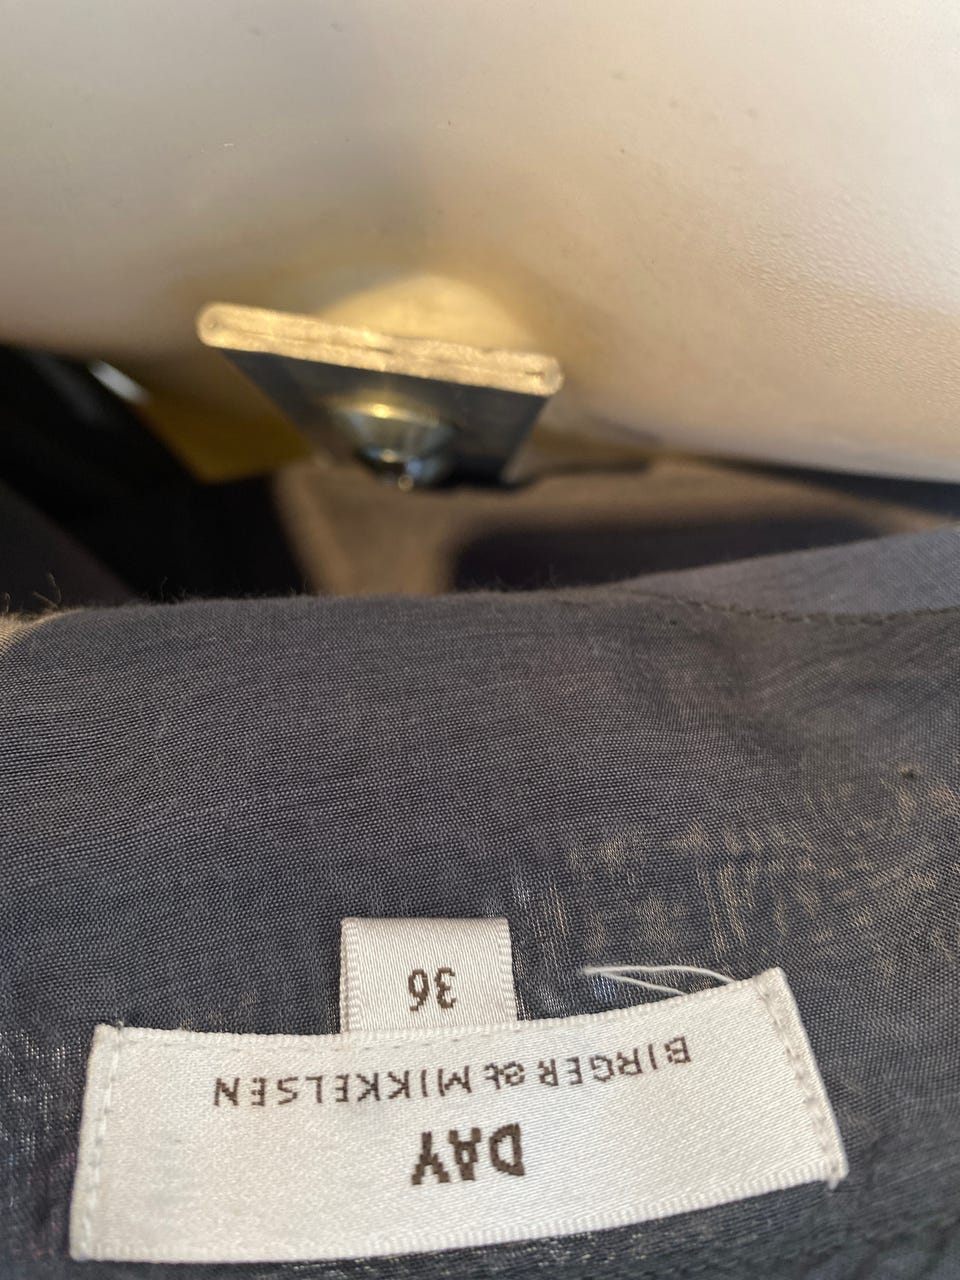 DAY
BIRGER et MIKKELSEN
36